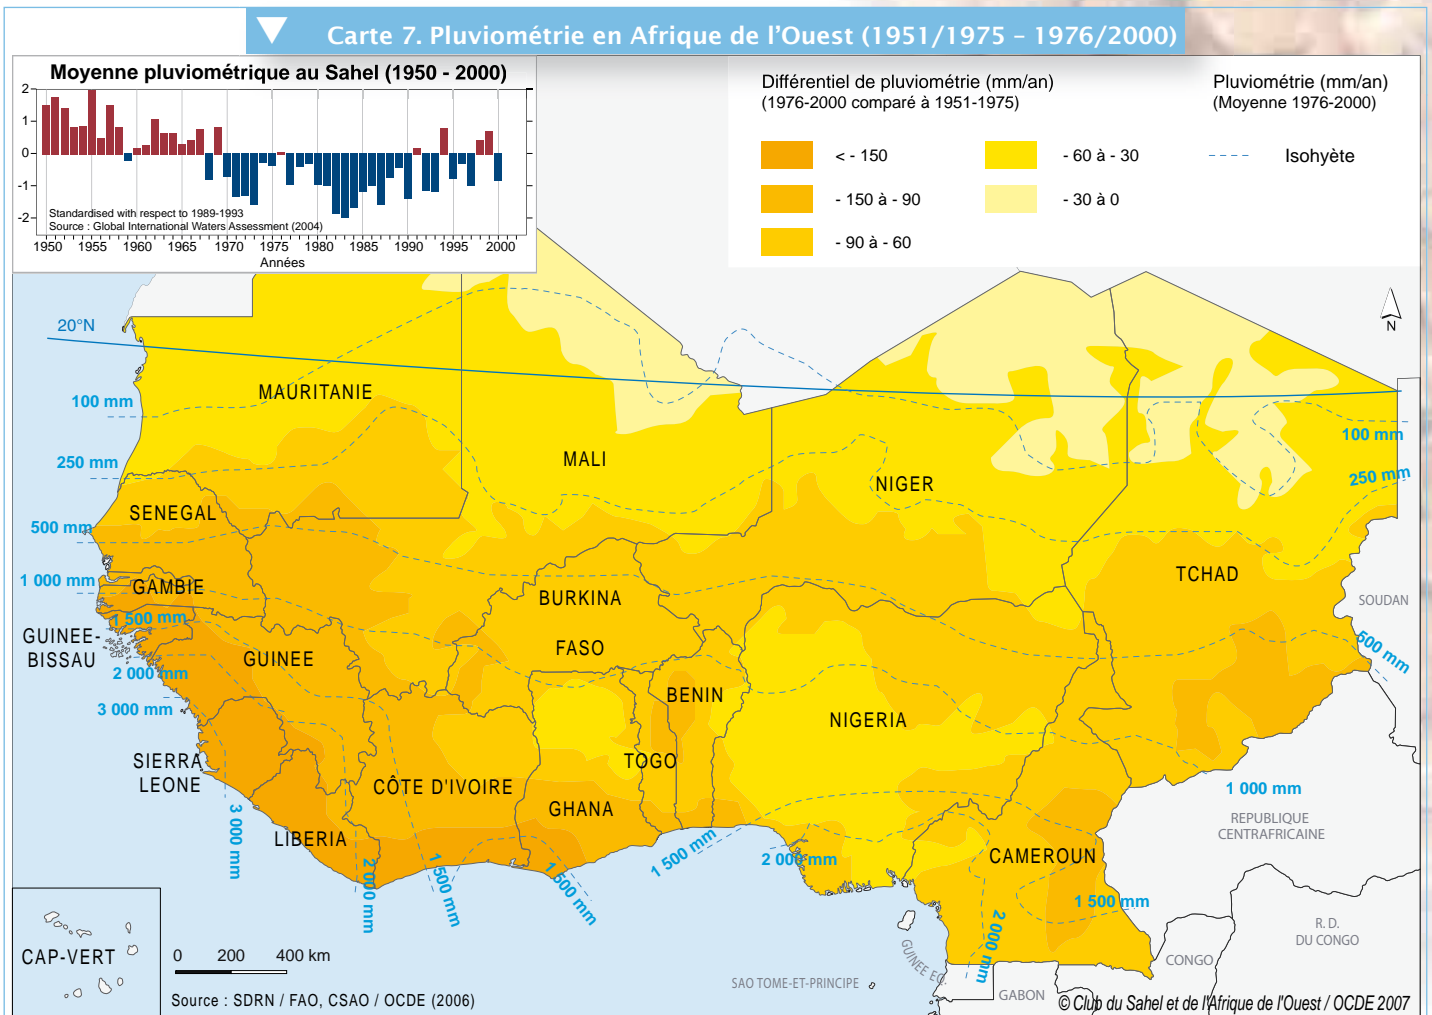 Carte 7. Pluviométrie en Afrique de l'Ouest (1951/1975 – 1976/2000)
Moyenne pluviométrique au Sahel (1950 - 2000)
2
1
0
-1
-2
Standardised with respect to 1989-1993
Source : Global International Waters Assessment (2004)
1950 1955 1960 1965 1970 1975 1980 1985 1990 1995 2000
Années
Différentiel de pluviométrie (mm/an)
(1976-2000 comparé à 1951-1975)
< - 150
- 150 à - 90
- 90 à - 60
- 60 à - 30
- 30 à 0
Pluviométrie (mm/an)
(Moyenne 1976-2000)
Isohyète
N
20°N
100 mm
250 mm
500 mm
1 000 mm
1 500 mm
2 000 mm
3 000 mm
MAURITANIE
MALI
NIGER
TCHAD
SENEGAL
GAMBIE
GUINEE-
BISSAU
GUINEE
SIERRA
LEONE
LIBERIA
CÔTE D'IVOIRE
BURKINA
FASO
GHANA
TOGO
BENIN
NIGERIA
CAMEROUN
100 mm
250 mm
SOUDAN
500 mm
1 000 mm
REPUBLIQUE
CENTRAFRICAINE
3 000 mm
2 000 mm
1 500 mm
1 500 mm
1 500 mm
2 000 mm
1 500 mm
2 000 mm
R. D.
DU CONGO
CONGO
GABON
GUINEE EQ.
SAO TOME-ET-PRINCIPE
CAP-VERT
0 200 400 km
Source : SDRN / FAO, CSAO / OCDE (2006)
© Club du Sahel et de l'Afrique de l'Ouest / OCDE 2007